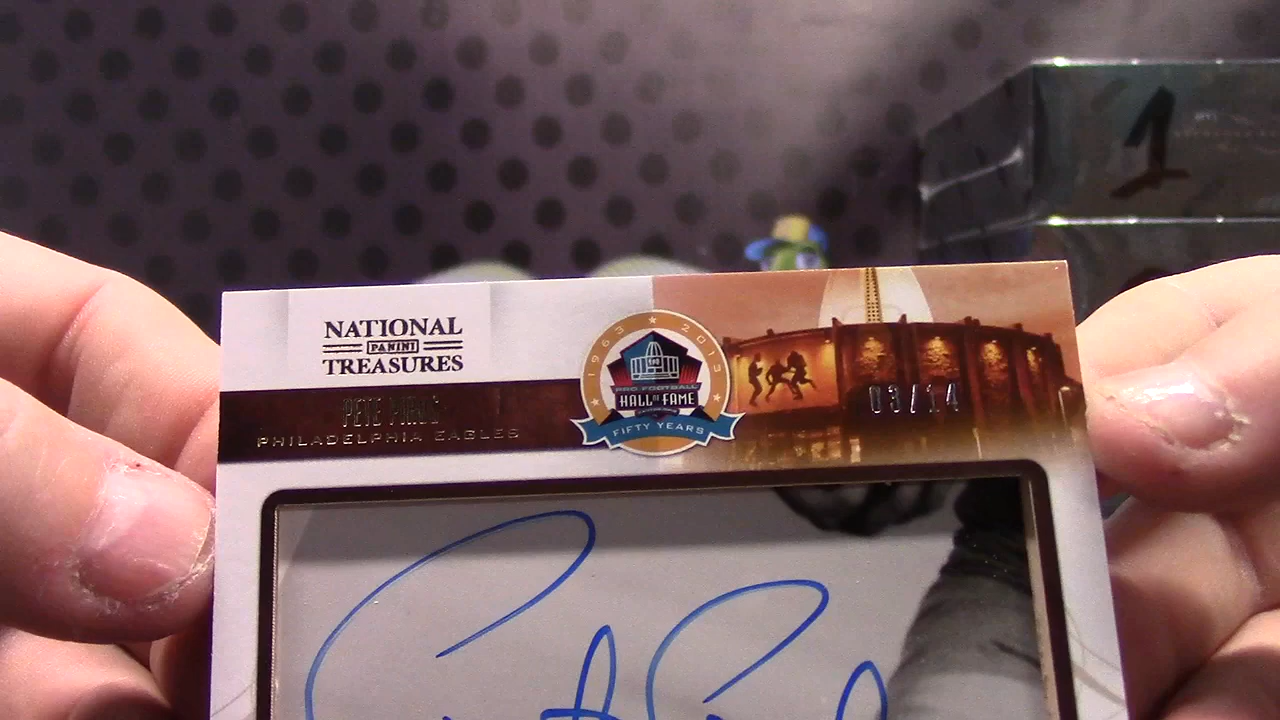 1
NATIONAL
PANINI
TREASURES
PETE PIHOS
PHILADELPHIA EAGLES
1963 ★ 2013
PRO FOOTBALL
HALL OF FAME
FIFTY YEARS
03/14